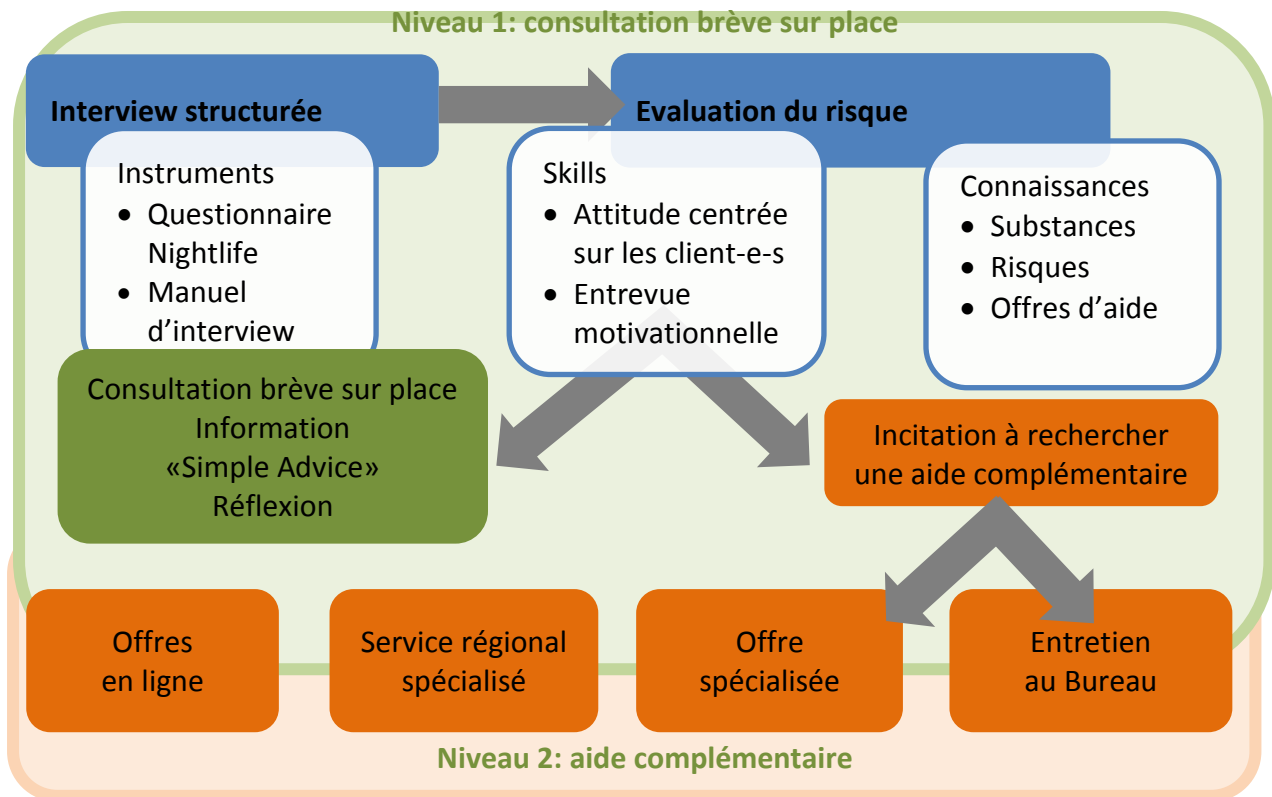 Niveau 1: consultation brève sur place
Interview structurée
Evaluation du risque
Instruments
• Questionnaire
Nightlife
• Manuel
d’interview
Skills
• Attitude centrée
sur les client-e-s
• Entrevue
motivationnelle
Connaissances
• Substances
• Risques
• Offres d’aide
Consultation brève sur place
Information
«Simple Advice»
Réflexion
Incitation à rechercher
une aide complémentaire
Offres
en ligne
Service régional
spécialisé
Offre
spécialisée
Entretien
au Bureau
Niveau 2: aide complémentaire